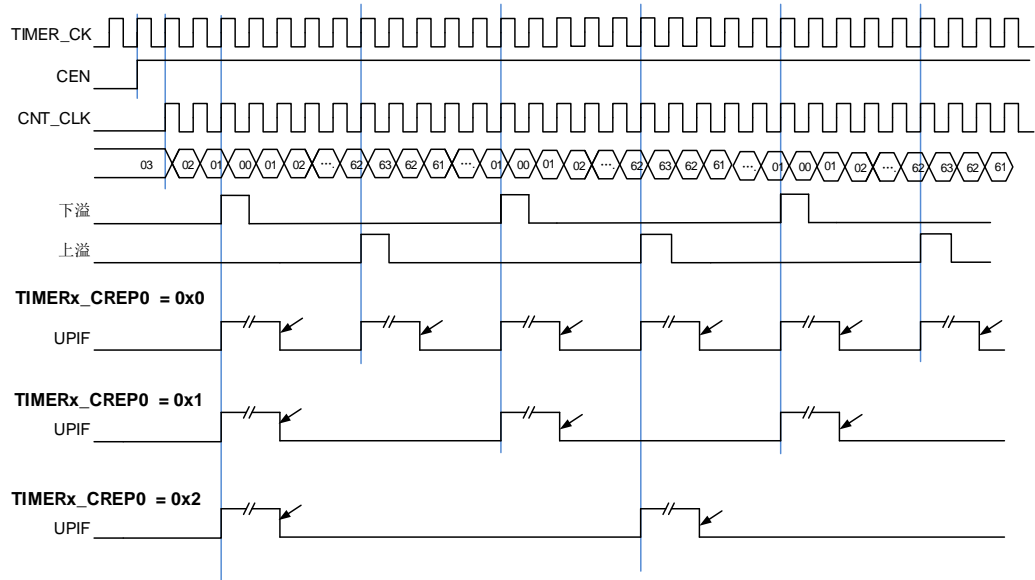 TIMER_CK
CEN
CNT_CLK
03 02 01 00 01 02 ... 62 63 62 61 ... 01 00 01 02 ... 62 63 62 61 ... 01 00 01 02 ... 62 63 62 61
下溢
上溢
TIMERx_CREP0 = 0x0
UPIF
TIMERx_CREP0 = 0x1
UPIF
TIMERx_CREP0 = 0x2
UPIF